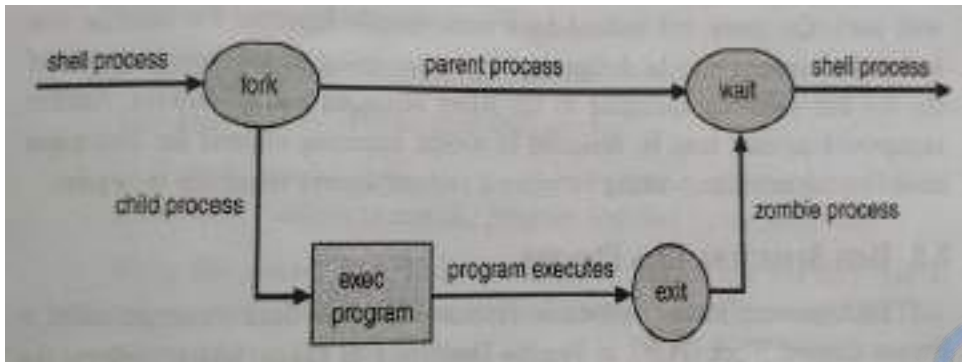 shell process
fork
parent process
wait
shell process
child process
zombie process
exec
program
program executes
exit